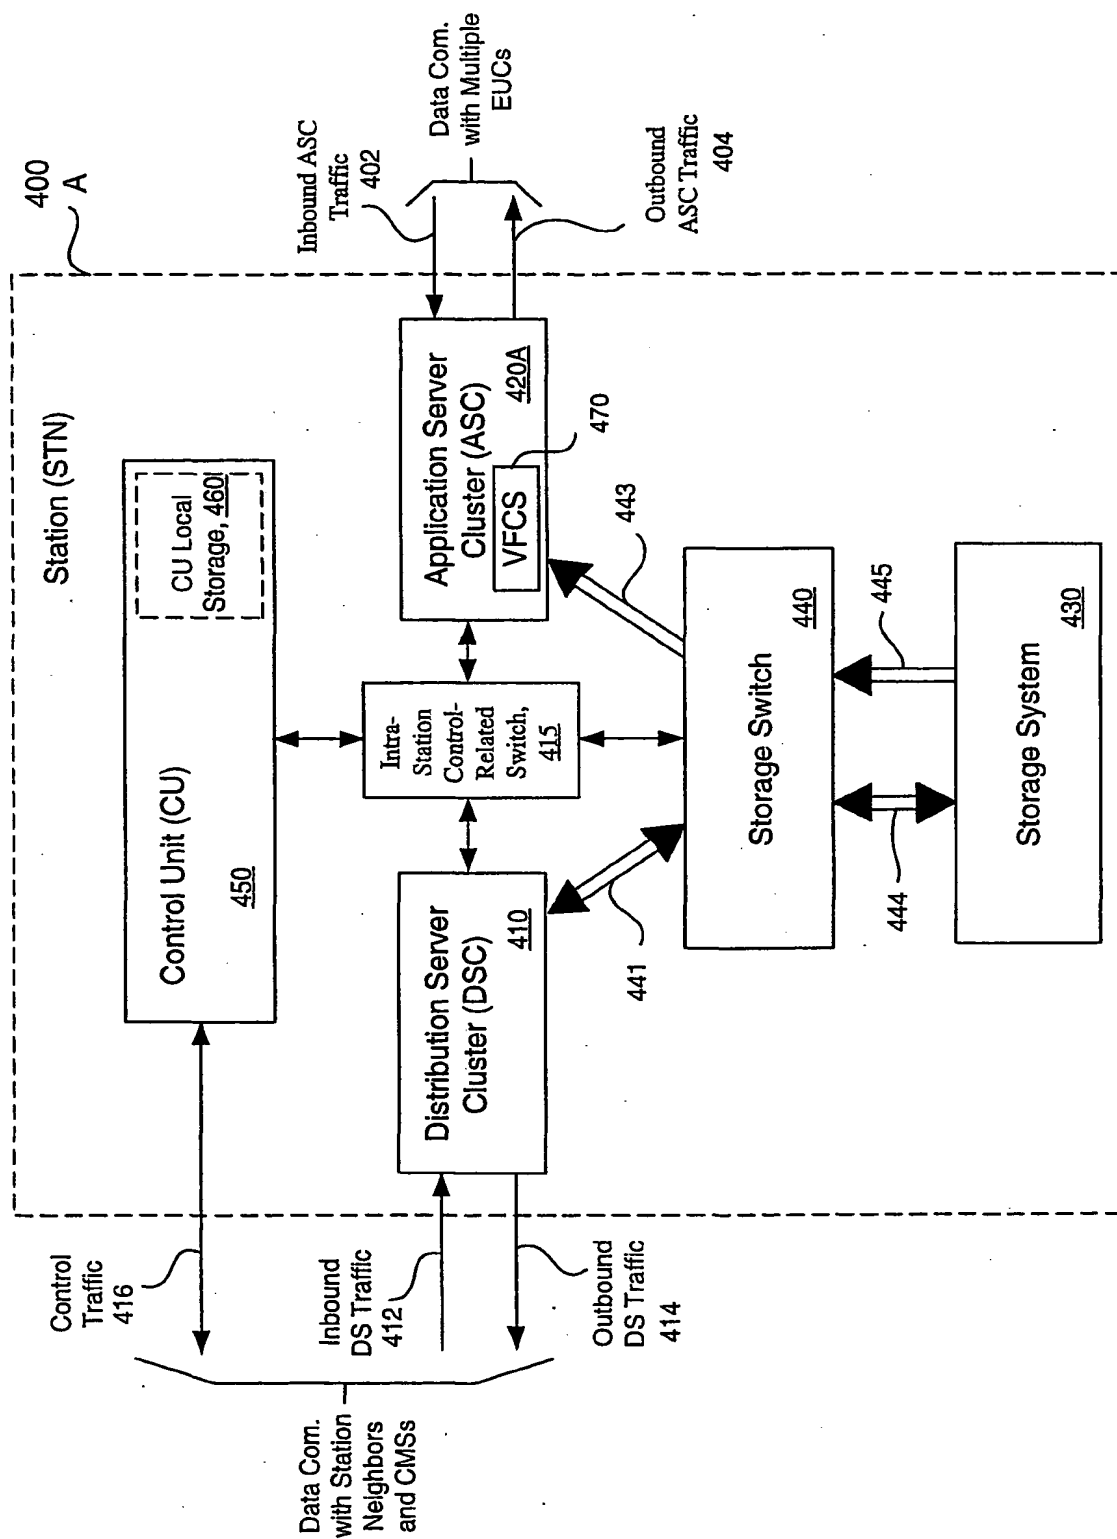 400
A
Station (STN)
Control Unit (CU)
450
CU Local
Storage, 460
Control
Traffic
416
Inbound
DS Traffic
412
Outbound
DS Traffic
414
Data Com.
with Station
Neighbors
and CMSs
Distribution Server
Cluster (DSC)
410
Intra-
Station
Control-
Related
Switch,
415
Application Server
Cluster (ASC)
420A
VFCS
470
Inbound ASC
Traffic
402
Outbound
ASC Traffic
404
Data Com.
with Multiple
EUCs
441
443
Storage Switch
440
444
445
Storage System
430